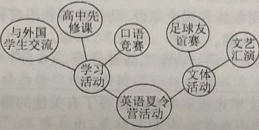 高中先
修课
与外国
学生交流
口语
竞赛
足球友
谊赛
文艺
汇演
学习
活动
文体
活动
英语夏令
营活动